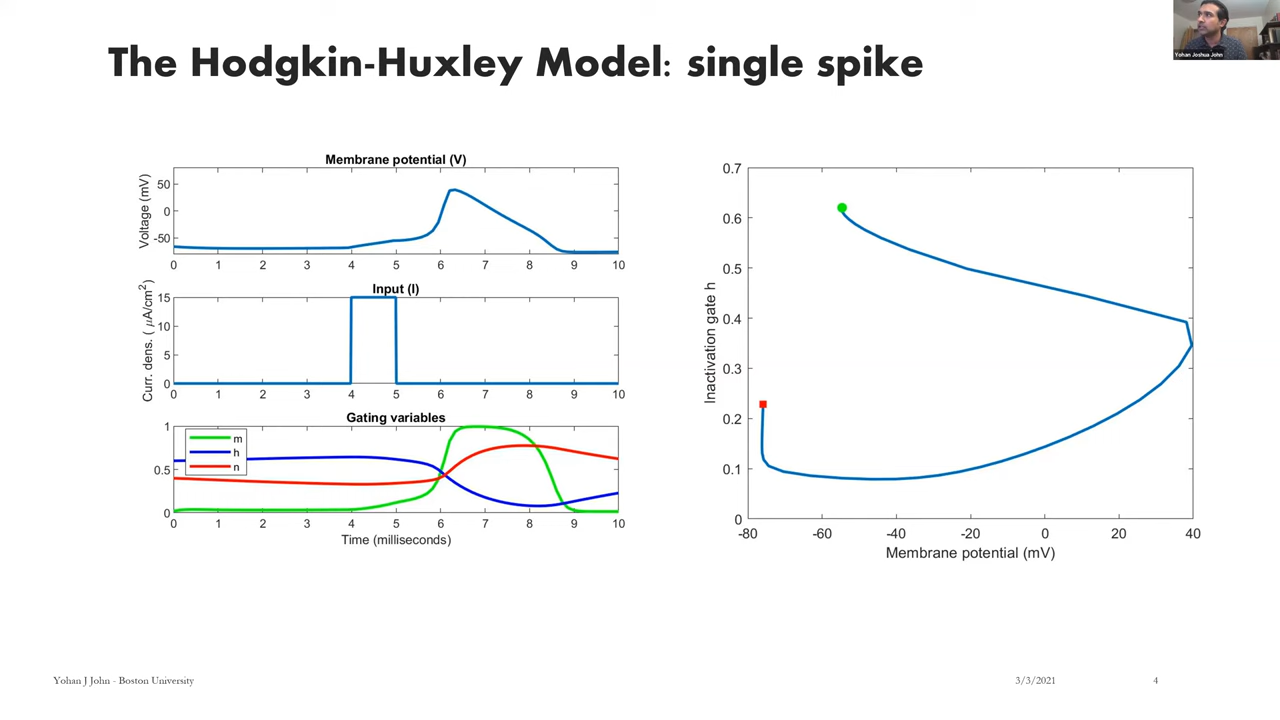 Yohan Joshua John
The Hodgkin-Huxley Model: single spike
Membrane potential (V)
Voltage (mV)
50
0
-50
0 1 2 3 4 5 6 7 8 9 10
Input (I)
Curr. dens. ( μA/cm2)
15
10
5
0
0 1 2 3 4 5 6 7 8 9 10
Gating variables
1
0.5
0
m
h
n
0 1 2 3 4 5 6 7 8 9 10
Time (milliseconds)
Inactivation gate h
0.7
0.6
0.5
0.4
0.3
0.2
0.1
0
-80 -60 -40 -20 0 20 40
Membrane potential (mV)
Yohan J John - Boston University
3/3/2021
4